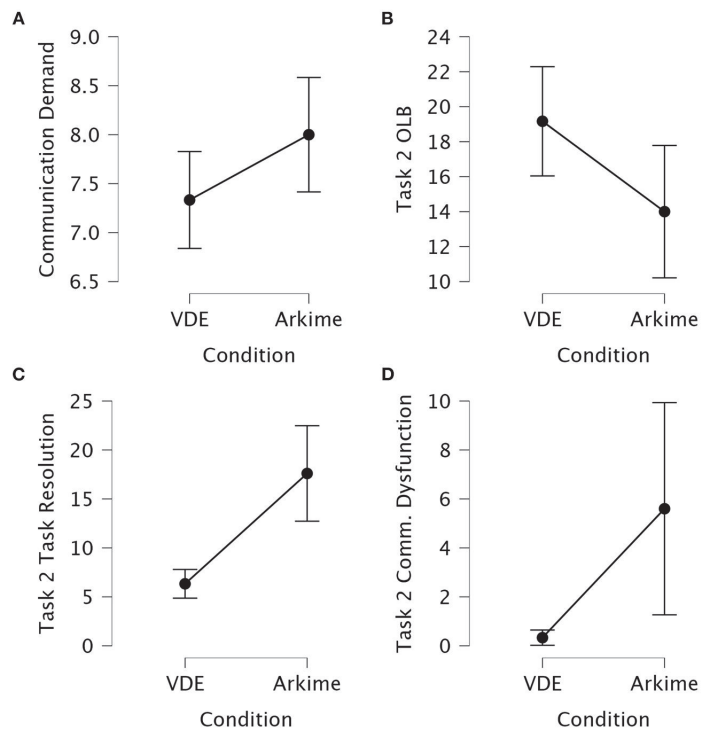 A
Communication Demand
9.0
8.5
8.0
7.5
7.0
6.5
VDE Arkime
Condition
B
Task 2 OLB
24
22
20
18
16
14
12
10
VDE Arkime
Condition
C
Task 2 Task Resolution
25
20
15
10
5
0
VDE Arkime
Condition
D
Task 2 Comm. Dysfunction
10
8
6
4
2
0
VDE Arkime
Condition